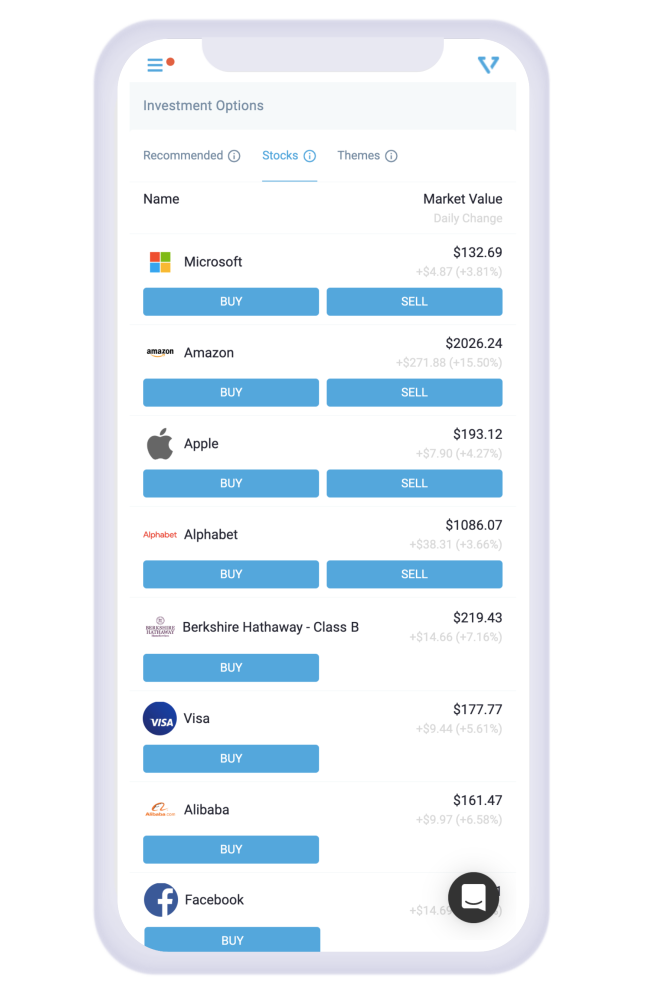 Investment Options
Recommended Stocks Themes
Name Market Value
Daily Change
Microsoft $132.69
+$4.87 (+3.81%)
BUY SELL
amazon Amazon $2026.24
+$271.88 (+15.50%)
BUY SELL
Apple $193.12
+$7.90 (+4.27%)
BUY SELL
Alphabet Alphabet $1086.07
+$38.31 (+3.66%)
BUY SELL
BERKSHIRE HATHAWAY Berkshire Hathaway - Class B $219.43
+$14.66 (+7.16%)
BUY
VISA Visa $177.77
+$9.44 (+5.61%)
BUY
Alibaba.com Alibaba $161.47
+$9.97 (+6.58%)
BUY
Facebook
BUY